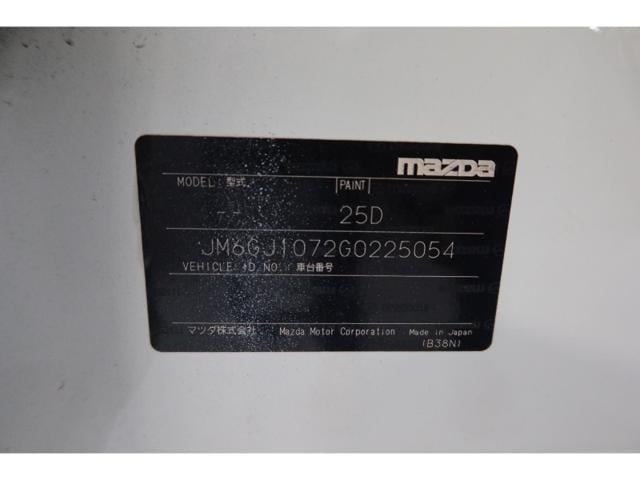 mazda
MODEL 型式 PAINT
-- 25D
JM6GJ1072G0225054
VEHICLE I.D.NO. 車台番号
マツダ株式会社 Mazda Motor Corporation Made in Japan
(B38N)